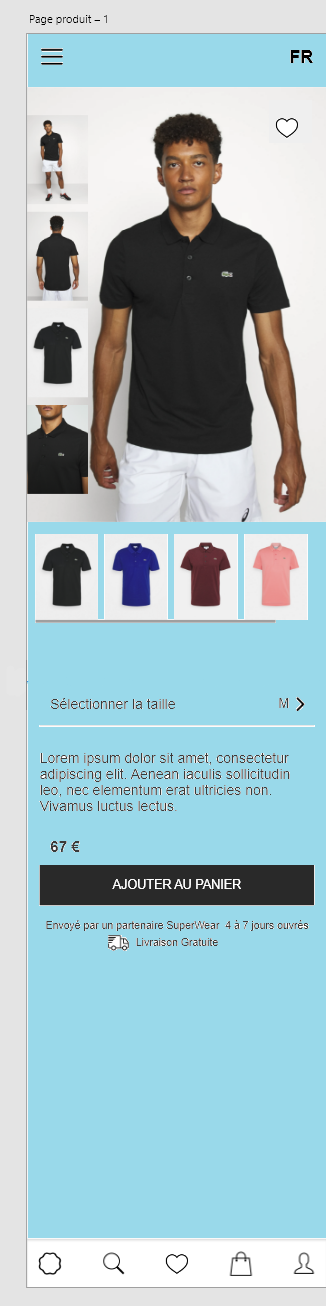 Page produit – 1
FR
Sélectionner la taille
M
Lorem ipsum dolor sit amet, consectetur
adipiscing elit. Aenean iaculis sollicitudin
leo, nec elementum erat ultricies non.
Vivamus luctus lectus.
67 €
AJOUTER AU PANIER
Envoyé par un partenaire SuperWear 4 à 7 jours ouvrés
Livraison Gratuite